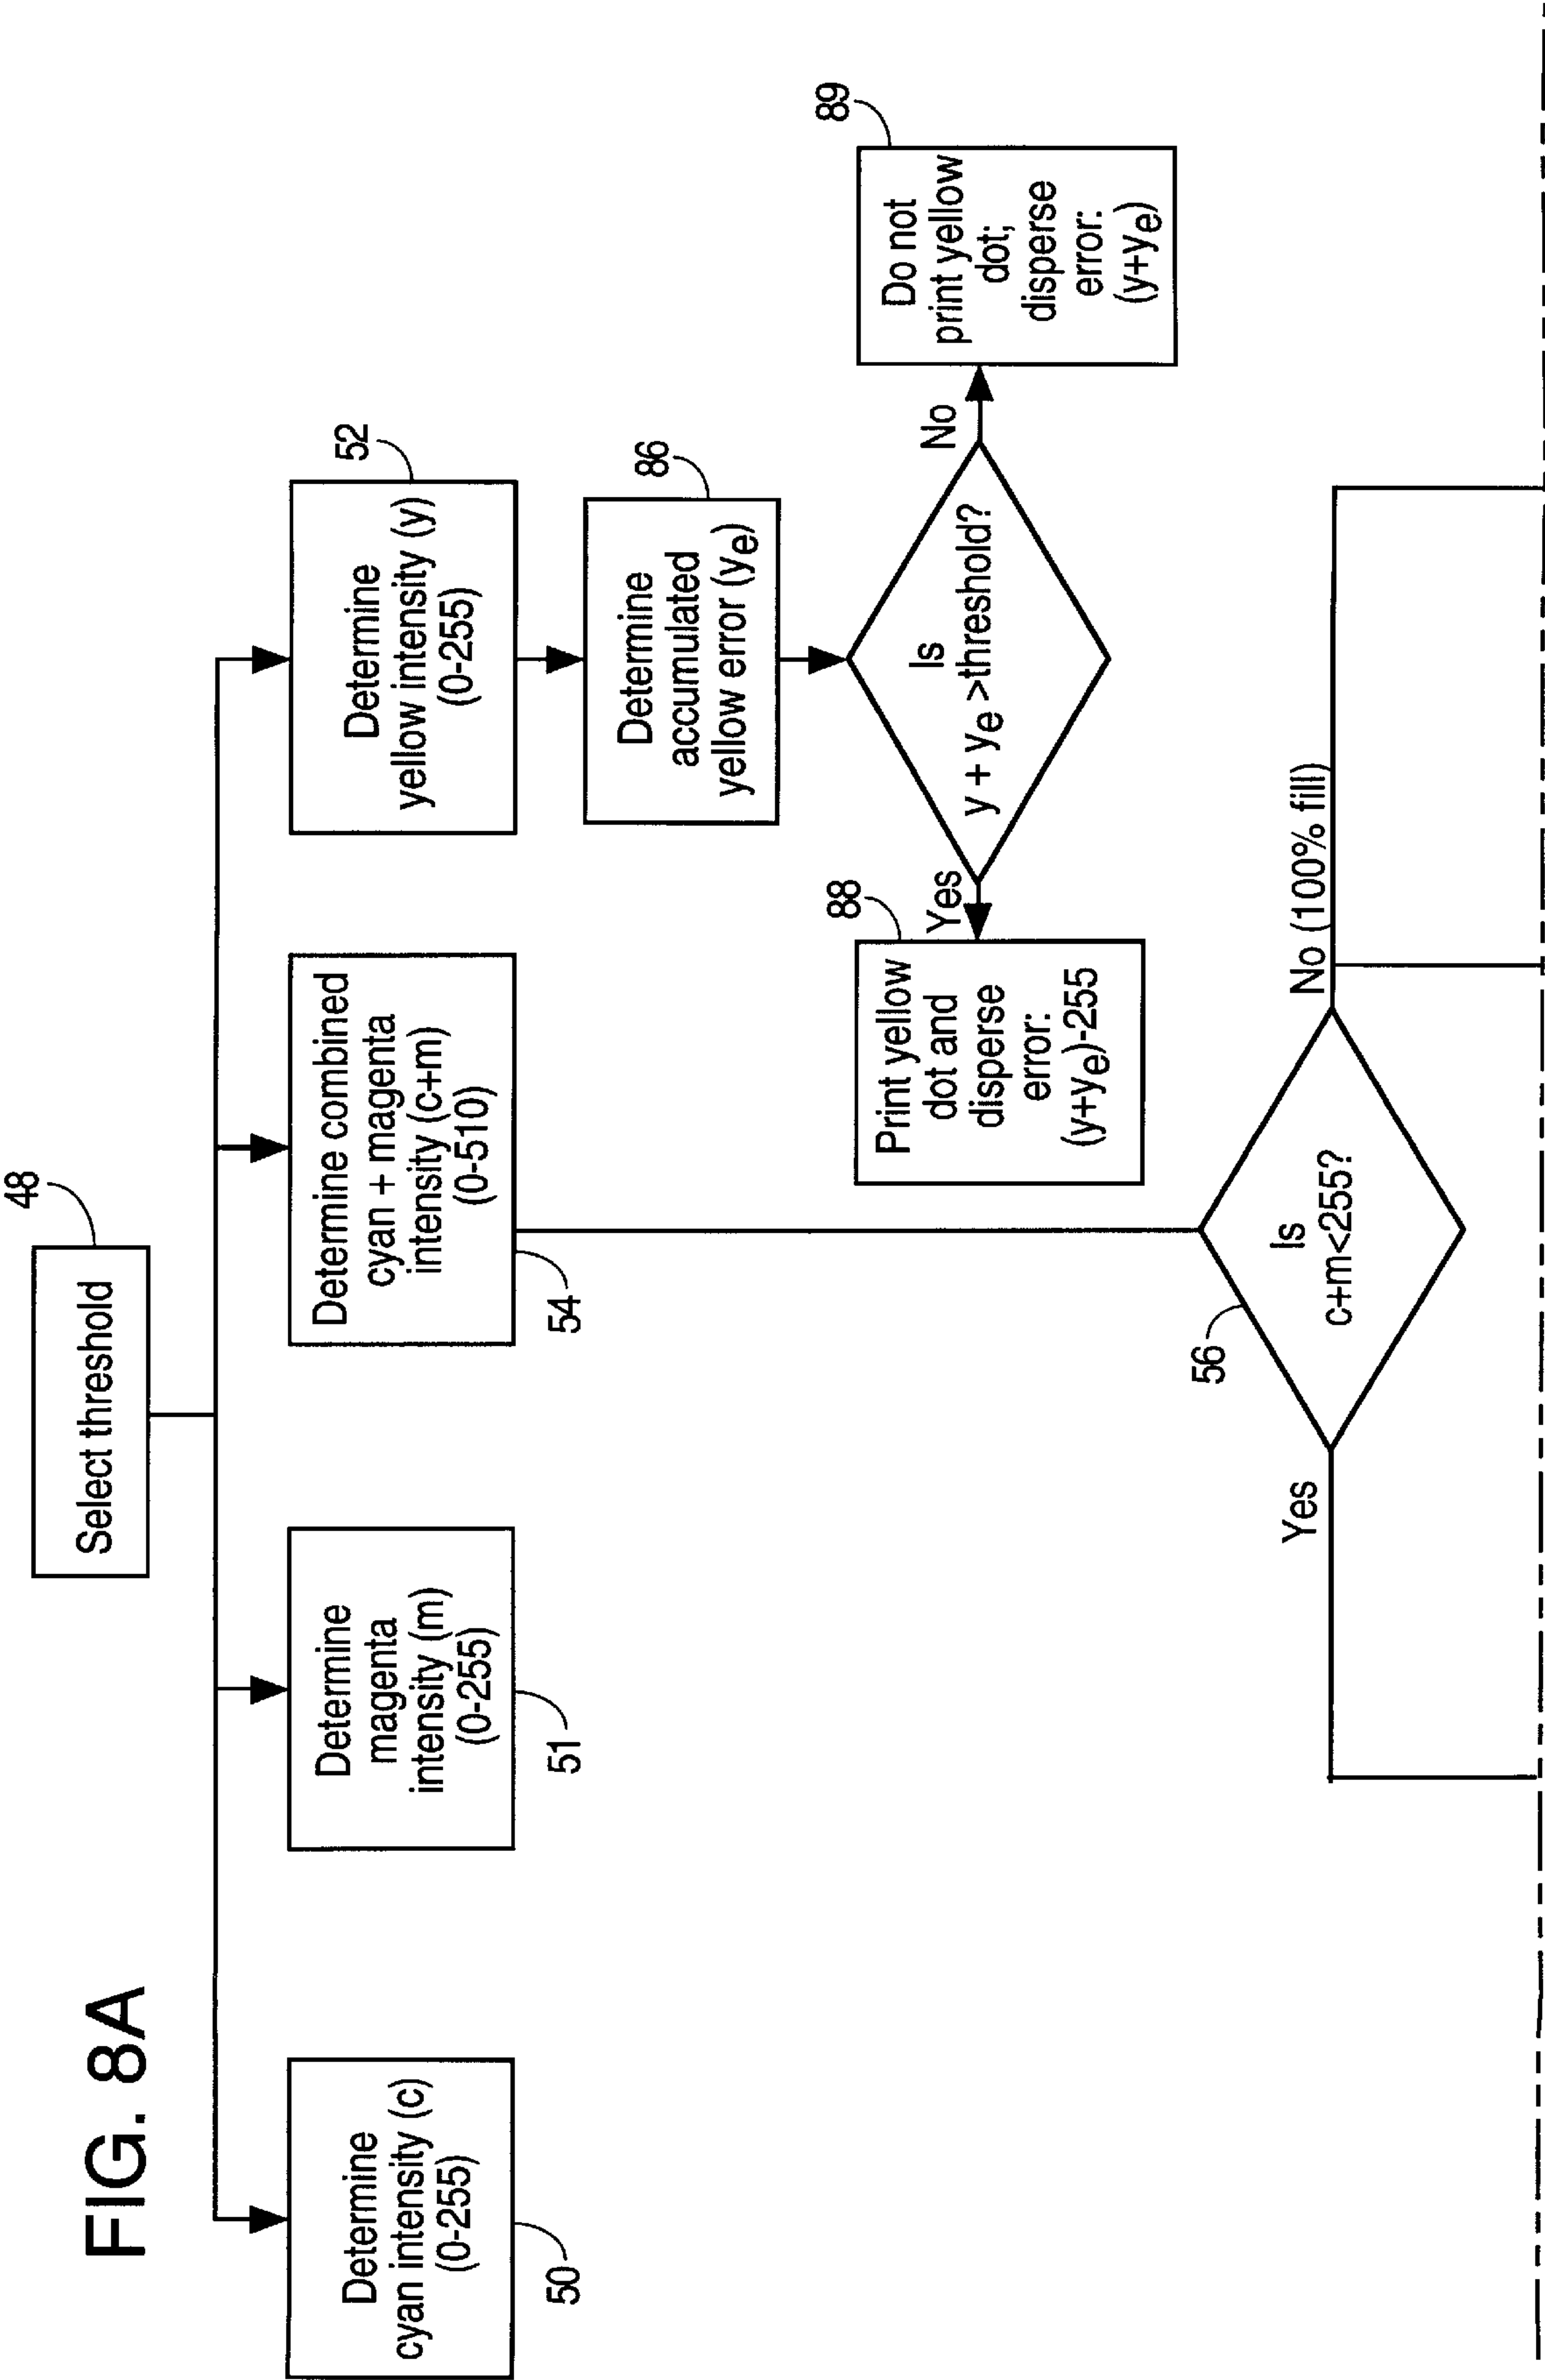 FIG. 8A
48
Select threshold
Determine
cyan intensity (c)
(0-255)
50
Determine
magenta
intensity (m)
(0-255)
51
Determine combined
cyan + magenta
intensity (c+m)
(0-510)
54
Determine
yellow intensity (y)
(0-255)
52
Determine
accumulated
yellow error (ye)
86
Is
y + ye >threshold?
Yes
No
88
Print yellow
dot and
disperse
error:
(y+ye)-255
89
Do not
print yellow
dot;
disperse
error:
(y+ye)
56
Is
c+m<255?
Yes
No (100% fill)